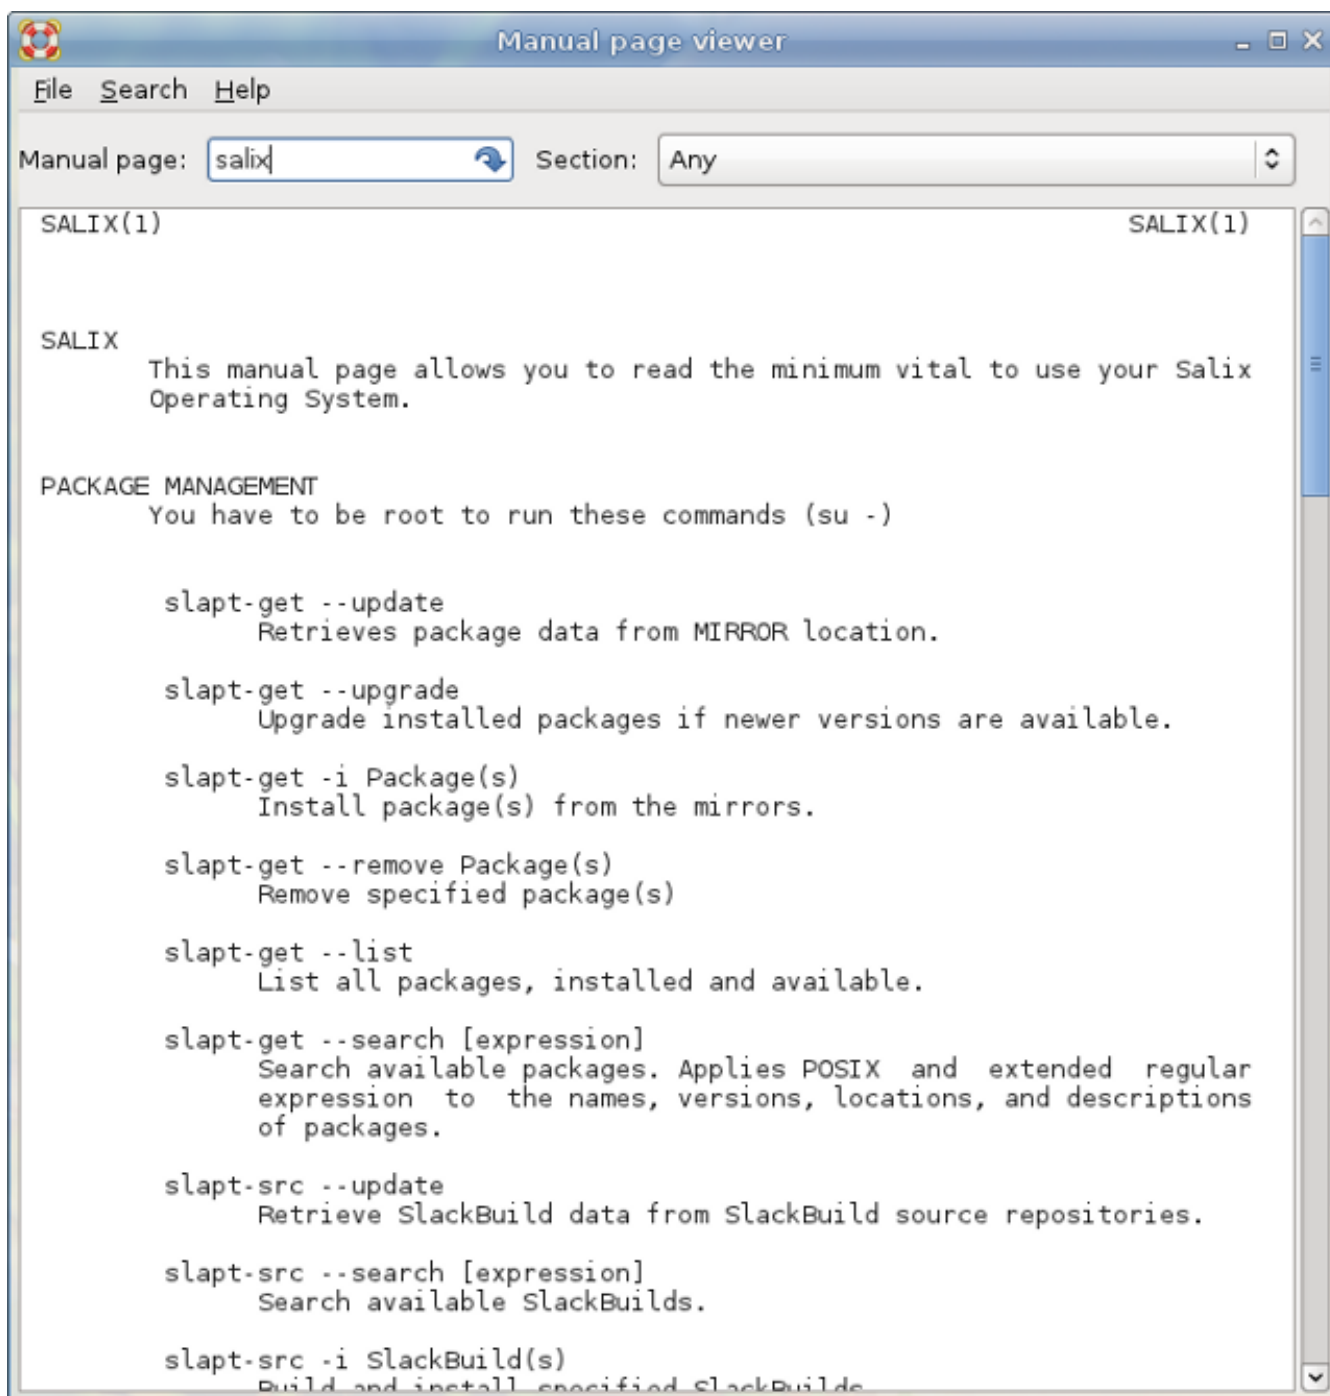 Manual page viewer
File Search Help
Manual page: salix Section: Any
SALIX(1) SALIX(1)
SALIX
This manual page allows you to read the minimum vital to use your Salix
Operating System.
PACKAGE MANAGEMENT
You have to be root to run these commands (su -)
slapt-get --update
Retrieves package data from MIRROR location.
slapt-get --upgrade
Upgrade installed packages if newer versions are available.
slapt-get -i Package(s)
Install package(s) from the mirrors.
slapt-get --remove Package(s)
Remove specified package(s)
slapt-get --list
List all packages, installed and available.
slapt-get --search [expression]
Search available packages. Applies POSIX and extended regular
expression to the names, versions, locations, and descriptions
of packages.
slapt-src --update
Retrieve SlackBuild data from SlackBuild source repositories.
slapt-src --search [expression]
Search available SlackBuilds.
slapt-src -i SlackBuild(s)
Build and install specified SlackBuilds